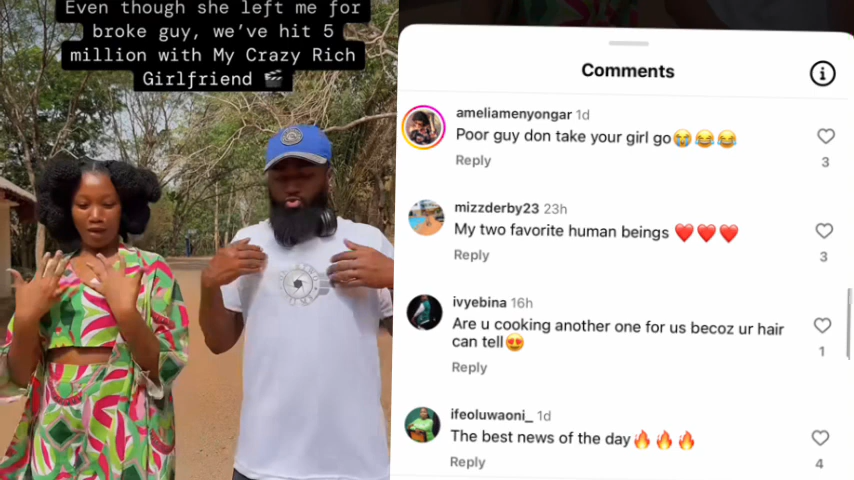 Even though she left me for
broke guy, we've hit 5
million with My Crazy Rich
Girlfriend 🎬
Comments
ameliamenyongar 1d
Poor guy don take your girl go😭😂😂
Reply
3
mizzderby23 23h
My two favorite human beings ❤️❤️❤️
Reply
3
ivyebina 16h
Are u cooking another one for us becoz ur hair
can tell😍
Reply
1
ifeoluwaoni_ 1d
The best news of the day🔥🔥🔥
Reply
4